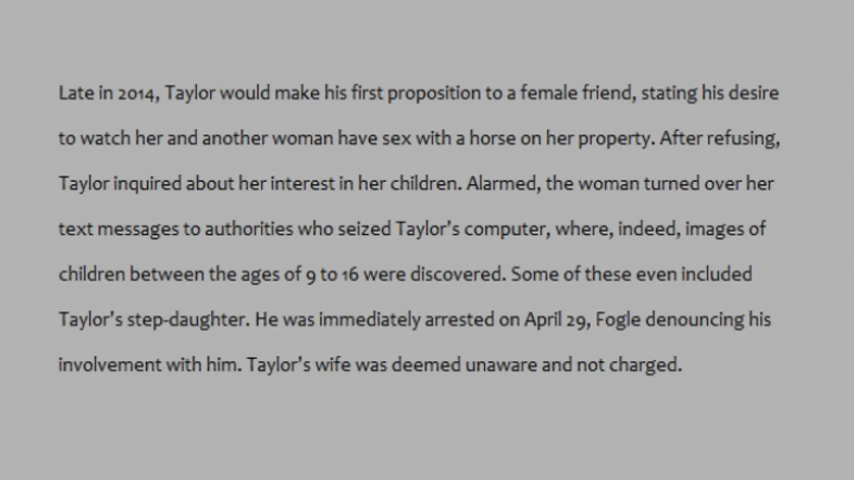 Late in 2014, Taylor would make his first proposition to a female friend, stating his desire
to watch her and another woman have sex with a horse on her property. After refusing,
Taylor inquired about her interest in her children. Alarmed, the woman turned over her
text messages to authorities who seized Taylor's computer, where, indeed, images of
children between the ages of 9 to 16 were discovered. Some of these even included
Taylor's step-daughter. He was immediately arrested on April 29, Fogle denouncing his
involvement with him. Taylor's wife was deemed unaware and not charged.